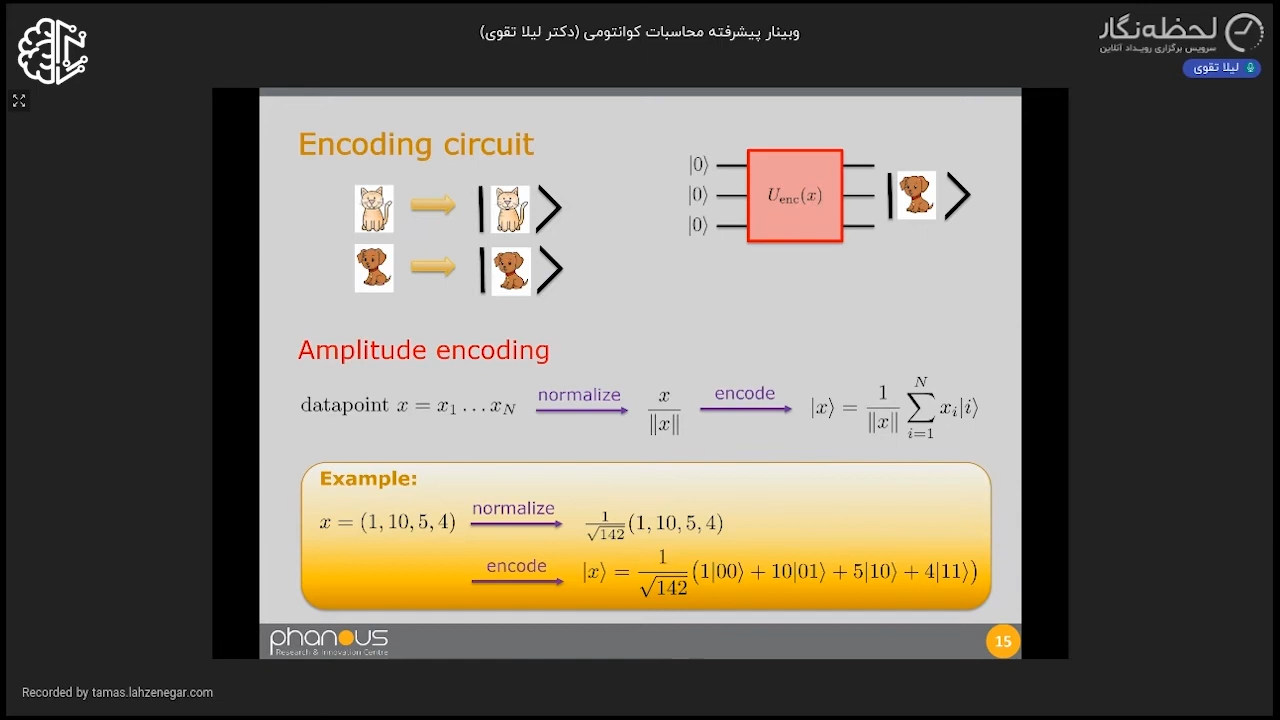 وبینار پیشرفته محاسبات کوانتومی (دکتر لیلا تقوی)
لحظه‌نگار
سرویس برگزاری رویداد آنلاین
لیلا تقوی
Encoding circuit
|0⟩
|0⟩
|0⟩
U_enc(x)
Amplitude encoding
datapoint x = x₁ … x_N normalize x/‖x‖ encode |x⟩ = 1/‖x‖ ∑_{i=1}^{N} x_i|i⟩
Example:
x = (1, 10, 5, 4) normalize 1/√142 (1, 10, 5, 4)
encode |x⟩ = 1/√142 (1|00⟩ + 10|01⟩ + 5|10⟩ + 4|11⟩)
phanous
Research & Innovation Centre
15
Recorded by tamas.lahzenegar.com